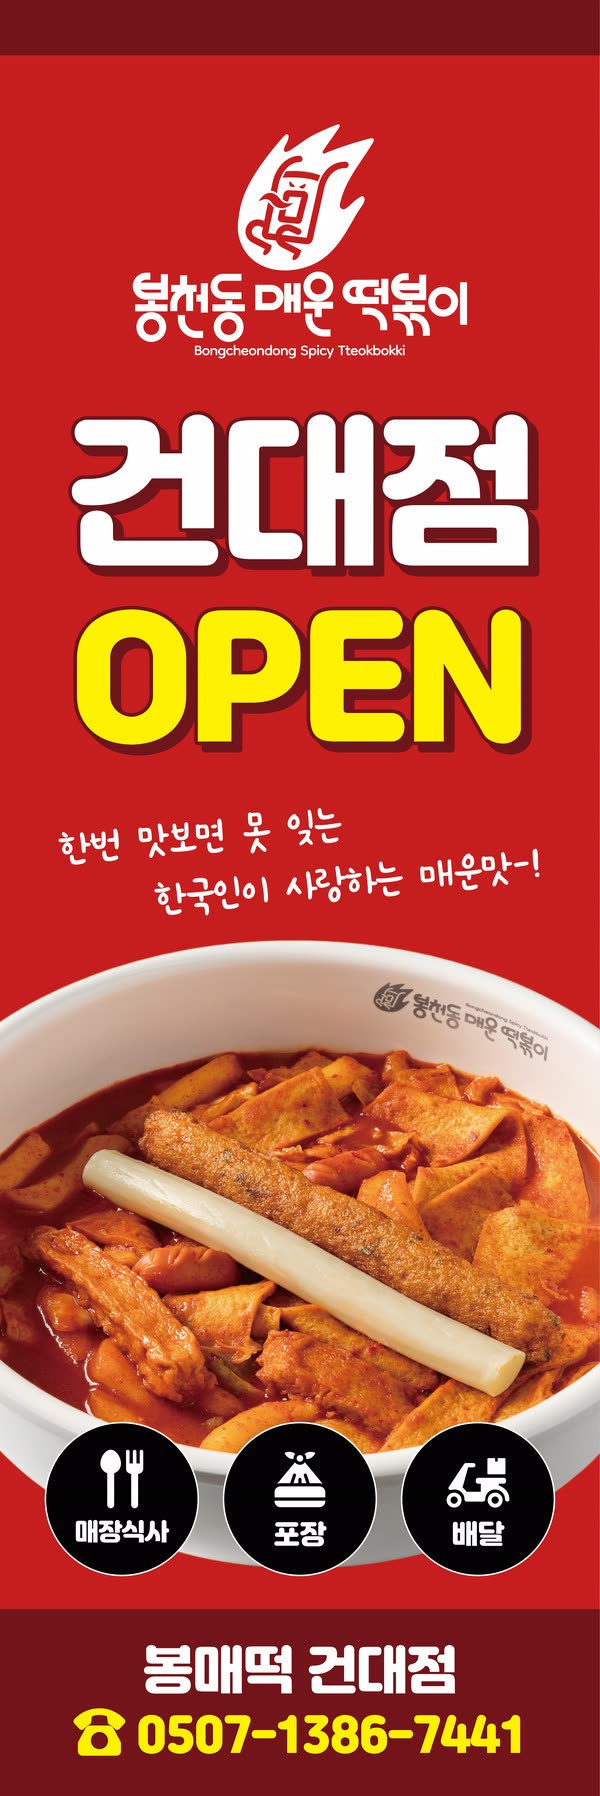 봉천동 매운 떡볶이
Bongcheondong Spicy Tteokbokki
건대점
OPEN
한번 맛보면 못 잊는
한국인이 사랑하는 매운맛~!
봉천동 매운 떡볶이
Bongcheondong Spicy Tteokbokki
매장식사
포장
배달
봉매떡 건대점
☎ 0507-1386-7441